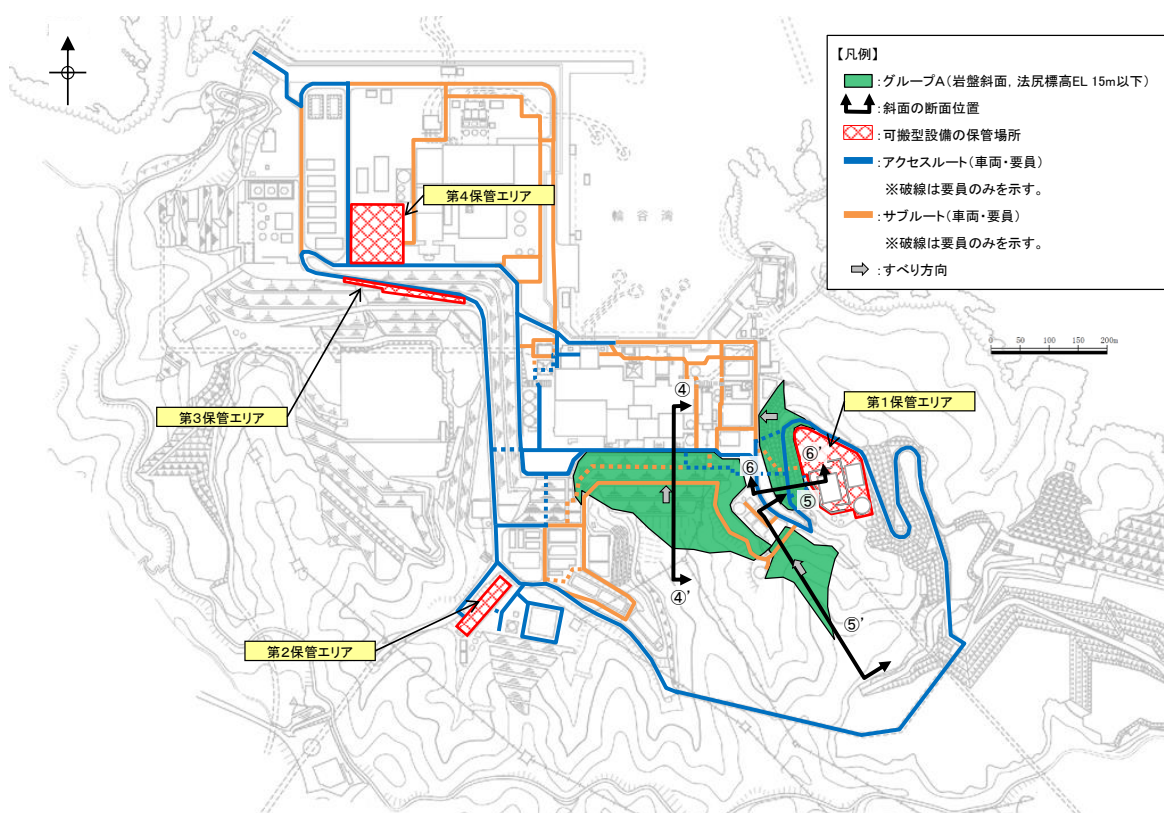 【凡例】
:グループA(岩盤斜面, 法尻標高EL 15m以下)
:斜面の断面位置
:可搬型設備の保管場所
:アクセスルート(車両・要員)
※破線は要員のみを示す。
:サブルート(車両・要員)
※破線は要員のみを示す。
:すべり方向
0 50 100 150 200m
第4保管エリア
輪谷湾
第3保管エリア
第1保管エリア
④
⑥
⑥'
⑤
④'
⑤'
第2保管エリア